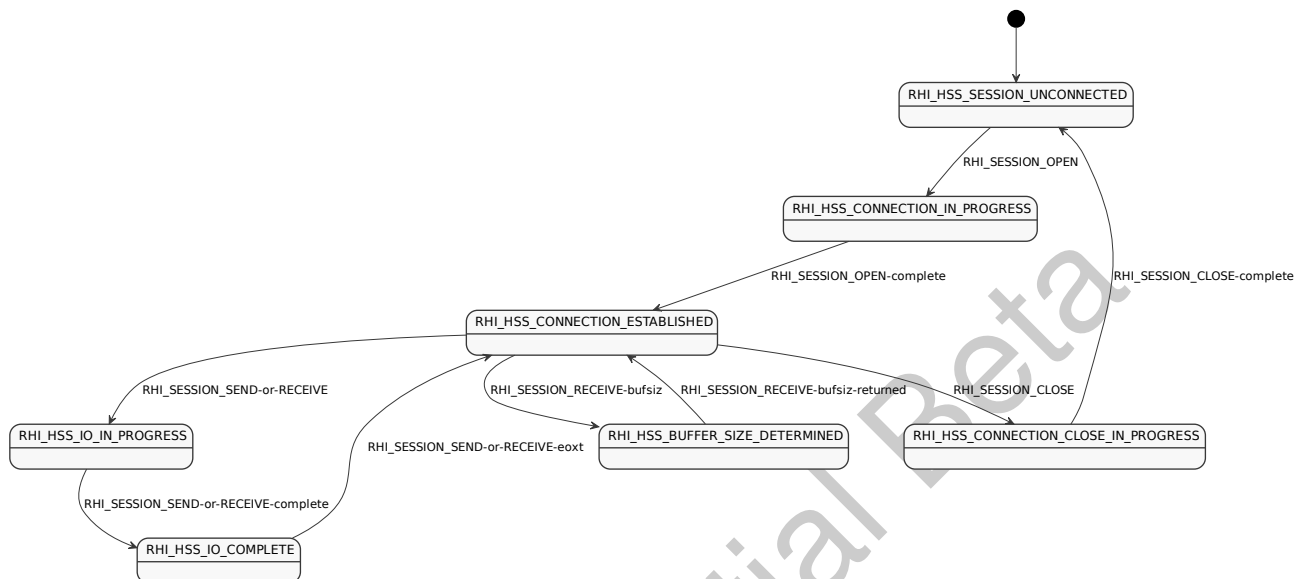 RHI_HSS_SESSION_UNCONNECTED
RHI_SESSION_OPEN
RHI_HSS_CONNECTION_IN_PROGRESS
RHI_SESSION_OPEN-complete
RHI_SESSION_CLOSE-complete
RHI_HSS_CONNECTION_ESTABLISHED
RHI_SESSION_SEND-or-RECEIVE
RHI_SESSION_RECEIVE-bufsiz
RHI_SESSION_RECEIVE-bufsiz-returned
RHI_SESSION_CLOSE
RHI_HSS_IO_IN_PROGRESS
RHI_HSS_BUFFER_SIZE_DETERMINED
RHI_HSS_CONNECTION_CLOSE_IN_PROGRESS
RHI_SESSION_SEND-or-RECEIVE-eoxt
RHI_SESSION_SEND-or-RECEIVE-complete
RHI_HSS_IO_COMPLETE
Beta